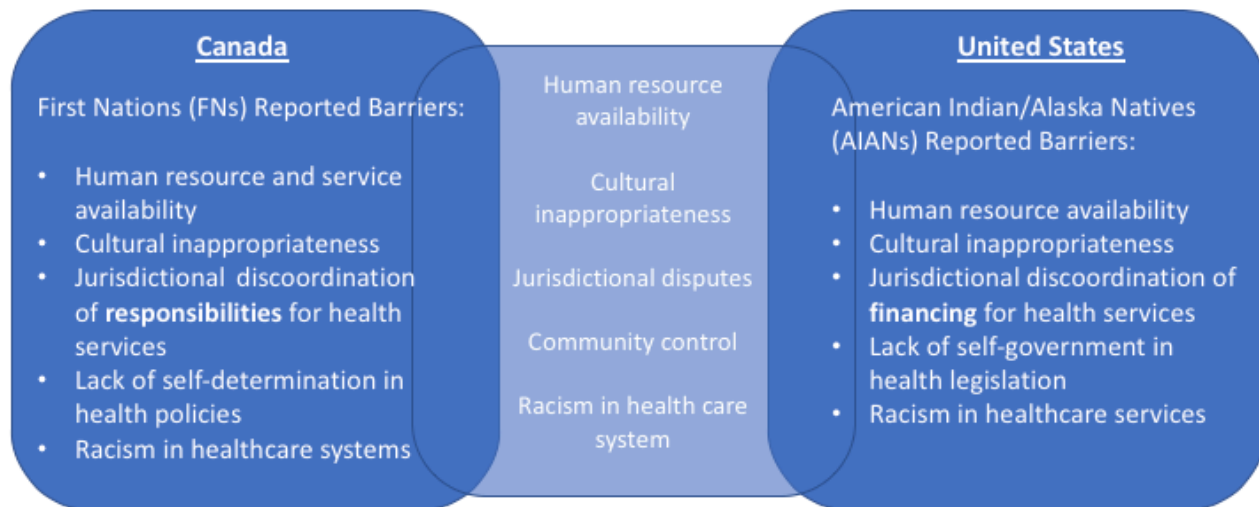 Canada
First Nations (FNs) Reported Barriers:
• Human resource and service
availability
• Cultural inappropriateness
• Jurisdictional discoordination
of responsibilities for health
services
• Lack of self-determination in
health policies
• Racism in healthcare systems
Human resource
availability
Cultural
inappropriateness
Jurisdictional disputes
Community control
Racism in health care
system
United States
American Indian/Alaska Natives
(AIANs) Reported Barriers:
• Human resource availability
• Cultural inappropriateness
• Jurisdictional discoordination of
financing for health services
• Lack of self-government in
health legislation
• Racism in healthcare services